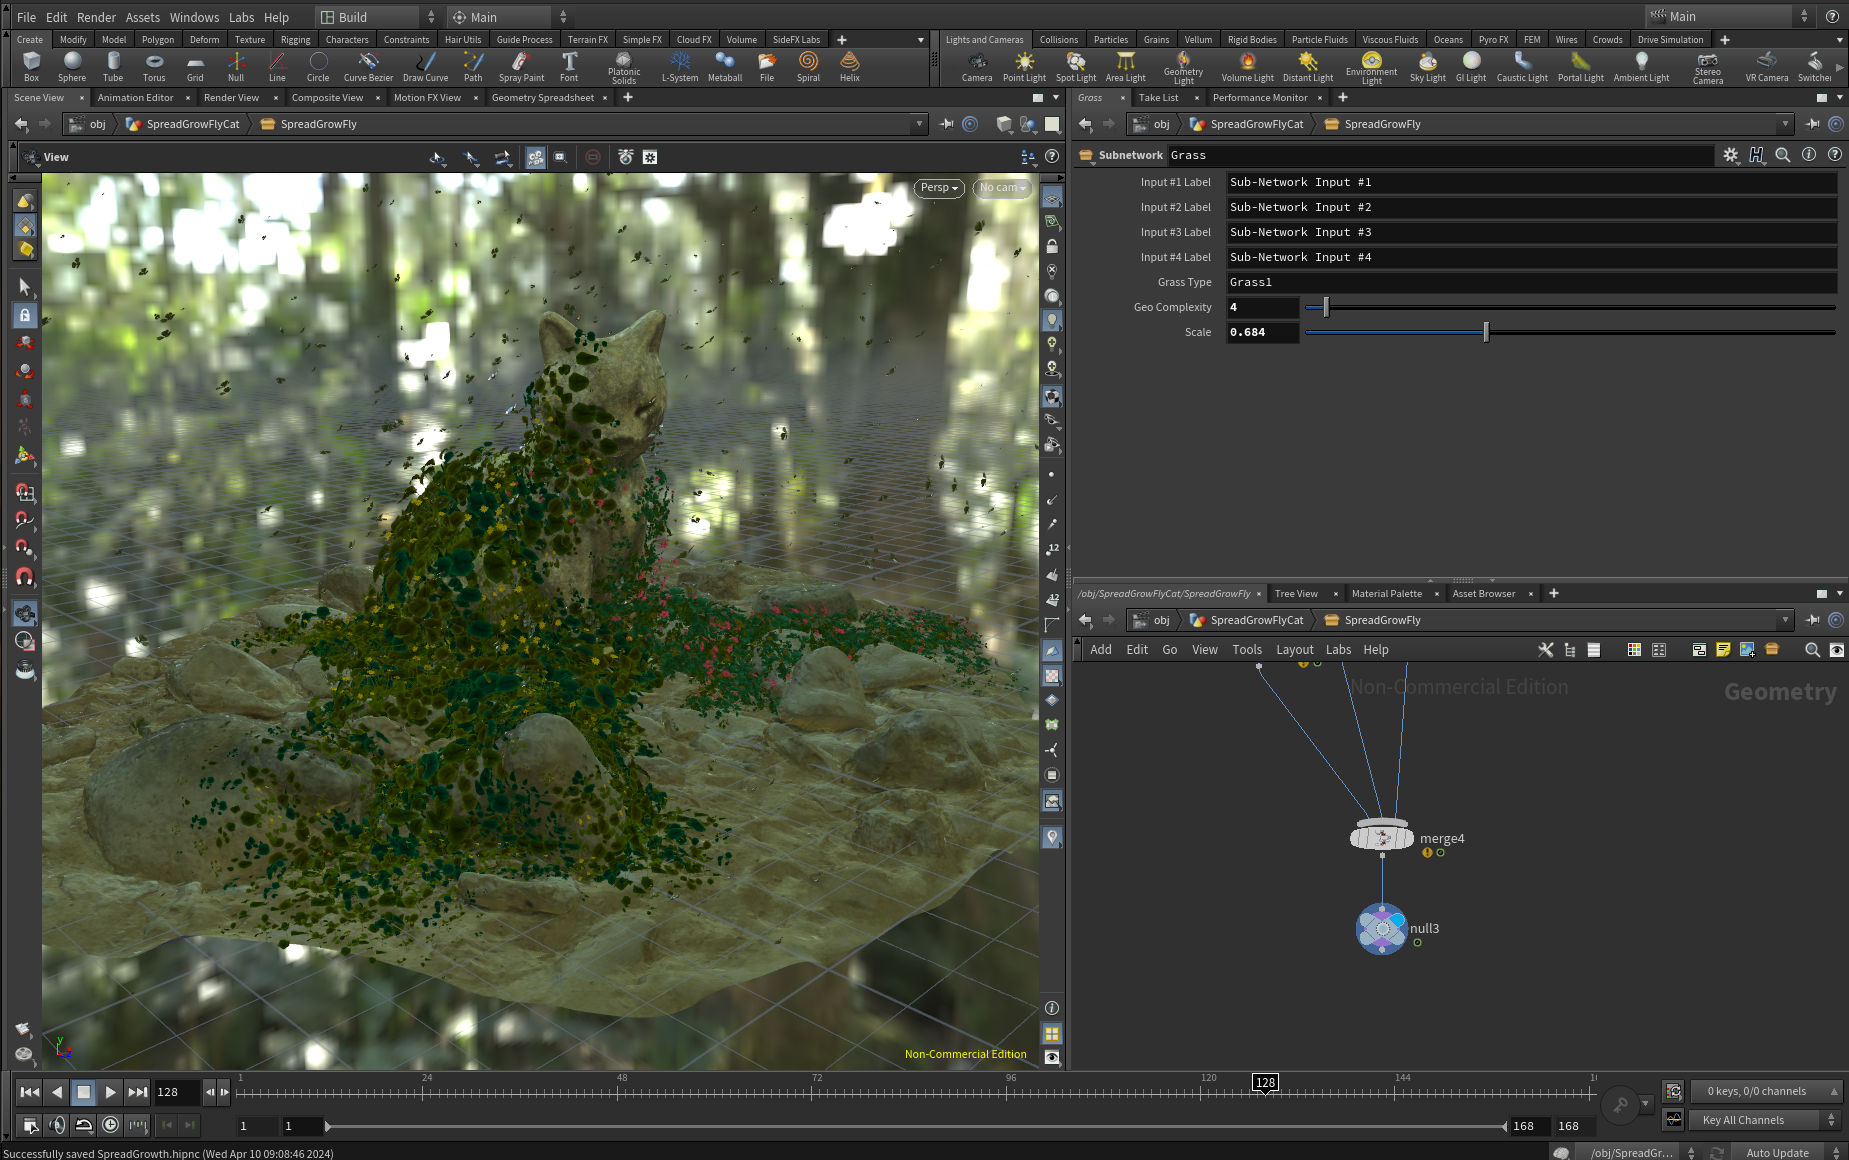 File Edit Render Assets Windows Labs Help Build Main Main
Create Modify Model Polygon Deform Texture Rigging Characters Constraints Hair Utils Guide Process Terrain FX Simple FX Cloud FX Volume SideFX Labs
Lights and Cameras Collisions Particles Grains Vellum Rigid Bodies Particle Fluids Viscous Fluids Oceans Pyro FX FEM Wires Crowds Drive Simulation
Box Sphere Tube Torus Grid Null Line Circle Curve Bezier Draw Curve Path Spray Paint Font Platonic Solids L-System Metaball File Spiral Helix
Camera Point Light Spot Light Area Light Geometry Light Volume Light Distant Light Environment Light Sky Light GI Light Caustic Light Portal Light Ambient Light Stereo Camera VR Camera Switcher
Scene View Animation Editor Render View Composite View Motion FX View Geometry Spreadsheet
obj SpreadGrowFlyCat SpreadGrowFly
View
Persp No cam
Non-Commercial Edition
Grass Take List Performance Monitor
obj SpreadGrowFlyCat SpreadGrowFly
Subnetwork Grass
Input #1 Label Sub-Network Input #1
Input #2 Label Sub-Network Input #2
Input #3 Label Sub-Network Input #3
Input #4 Label Sub-Network Input #4
Grass Type Grass1
Geo Complexity 4
Scale 0.684
12
12
/obj/SpreadGrowFlyCat/SpreadGrowFly Tree View Material Palette Asset Browser
obj SpreadGrowFlyCat SpreadGrowFly
Add Edit Go View Tools Layout Labs Help
Non-Commercial Edition
Geometry
merge4
null3
128 1 24 48 72 96 120 128 144
0 keys, 0/0 channels
1 1 168 168
Key All Channels
Successfully saved SpreadGrowth.hipnc (Wed Apr 10 09:08:46 2024)
/obj/SpreadGr... Auto Update
y